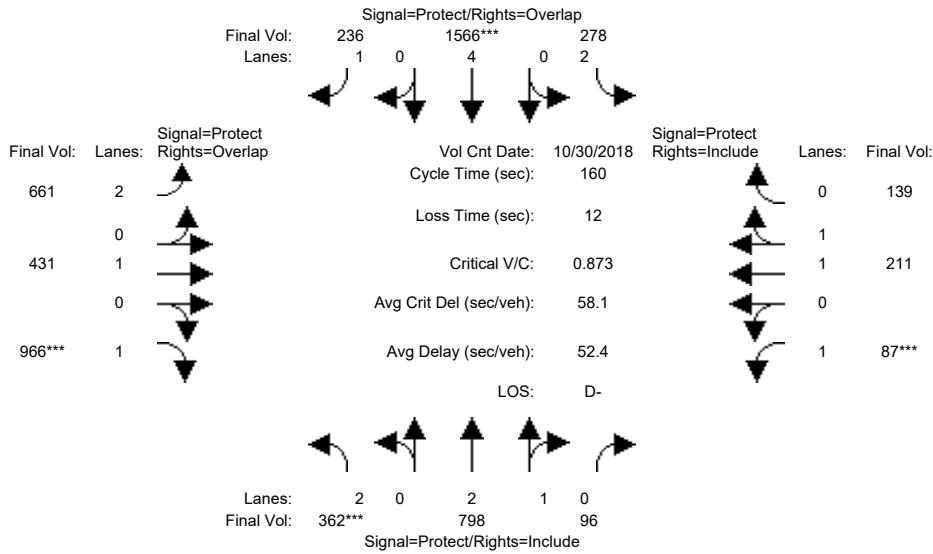 Signal=Protect/Rights=Overlap
Final Vol: 236 1566*** 278
Lanes: 1 0 4 0 2
Signal=Protect
Final Vol: Lanes: Rights=Overlap
Vol Cnt Date: 10/30/2018
Signal=Protect
Rights=Include Lanes: Final Vol:
Cycle Time (sec): 160
661 2
0 139
Loss Time (sec): 12
0
1
431 1
Critical V/C: 0.873
1 211
0
Avg Crit Del (sec/veh): 58.1
0
966*** 1
Avg Delay (sec/veh): 52.4
1 87***
LOS: D-
Lanes: 2 0 2 1 0
Final Vol: 362*** 798 96
Signal=Protect/Rights=Include